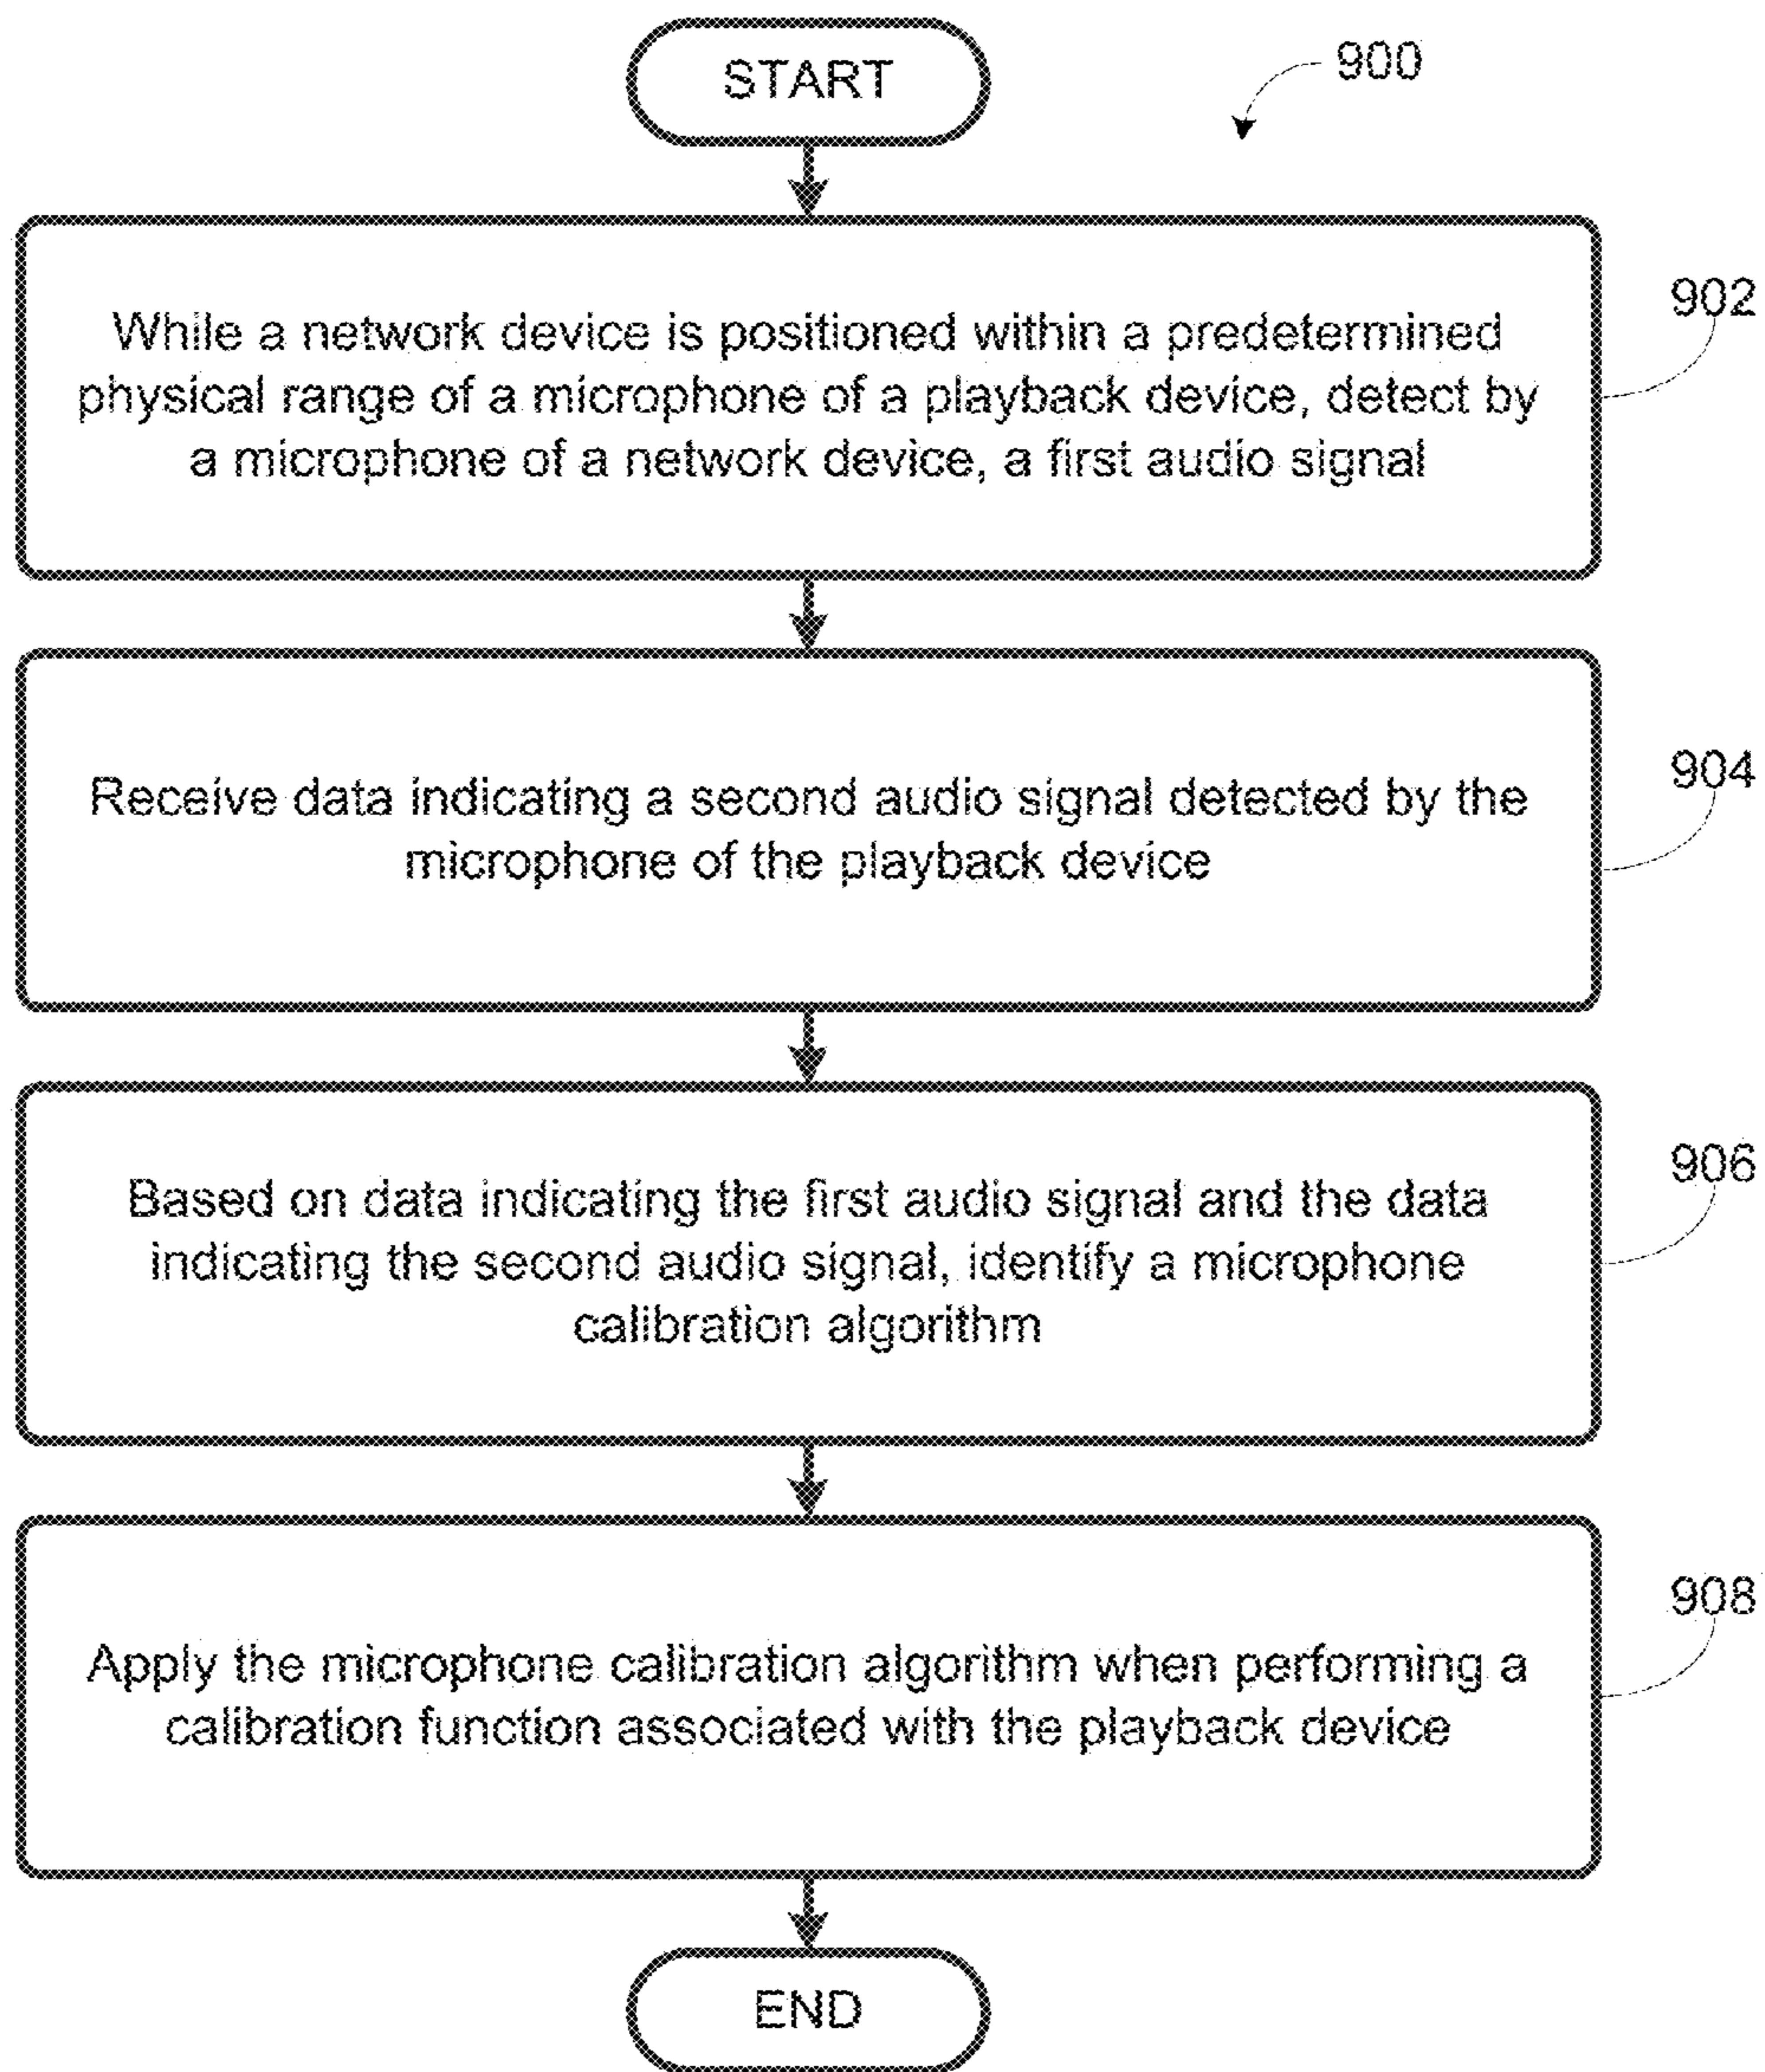 START
900
While a network device is positioned within a predetermined
physical range of a microphone of a playback device, detect by
a microphone of a network device, a first audio signal
902
Receive data indicating a second audio signal detected by the
microphone of the playback device
904
Based on data indicating the first audio signal and the data
indicating the second audio signal, identify a microphone
calibration algorithm
906
Apply the microphone calibration algorithm when performing a
calibration function associated with the playback device
908
END